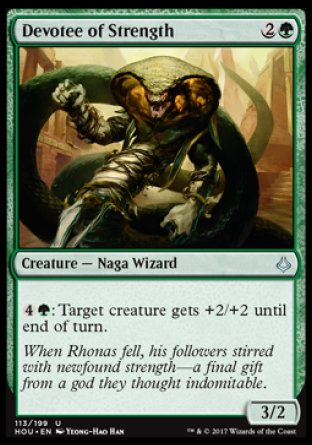 Devotee of Strength 2
Creature — Naga Wizard
4 : Target creature gets +2/+2 until
end of turn.
When Rhonas fell, his followers stirred
with newfound strength—a final gift
from a god they thought indomitable.
3/2
113/199 U
HOU • EN Yeong-Hao Han
™ & © 2017 Wizards of the Coast